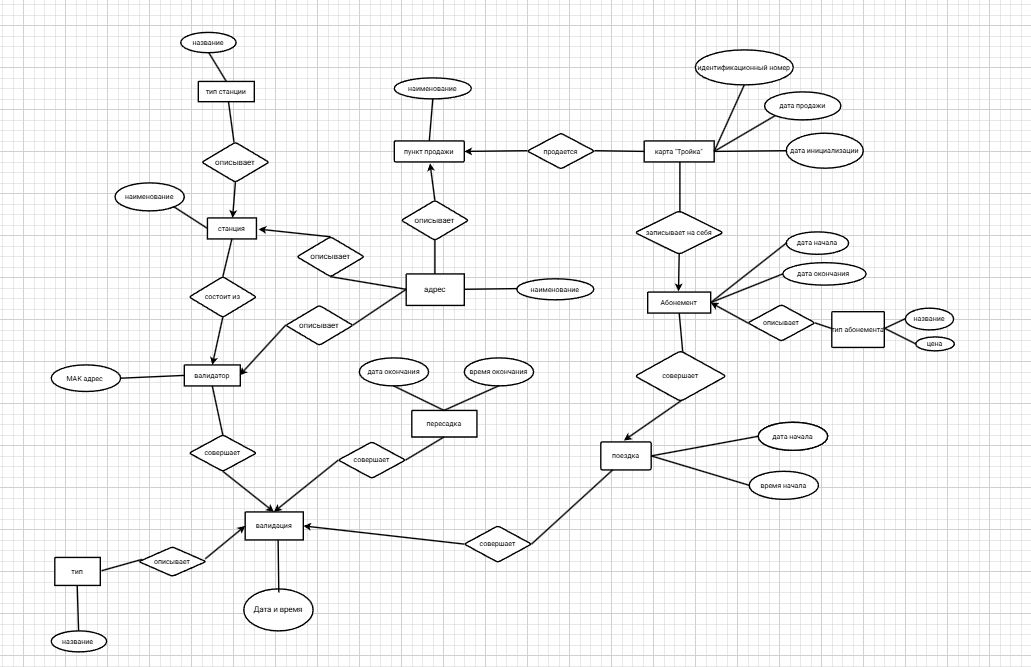 название
тип станции
описывает
наименование
станция
состоит из
МАК адрес
валидатор
совершает
наименование
пункт продажи
описывает
адрес
наименование
описывает
описывает
продается
карта "Тройка"
идентификационный номер
дата продажи
дата инициализации
записывает на себя
Абонемент
дата начала
дата окончания
описывает
тип абонемента
название
цена
совершает
поездка
дата начала
время начала
дата окончания
время окончания
пересадка
совершает
совершает
валидация
Дата и время
описывает
тип
название